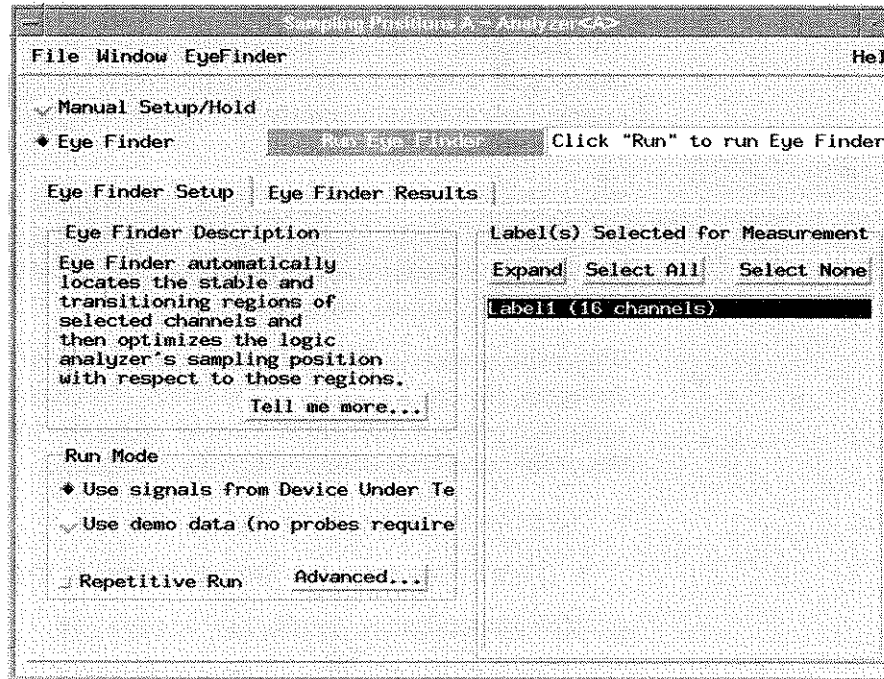 Sampling Positions A - Analyzer<A>
File Window EyeFinder Hel
Manual Setup/Hold
Eye Finder Run Eye Finder Click "Run" to run Eye Finder
Eye Finder Setup Eye Finder Results
Eye Finder Description
Eye Finder automatically
locates the stable and
transitioning regions of
selected channels and
then optimizes the logic
analyzer's sampling position
with respect to those regions.
Tell me more...
Run Mode
Use signals from Device Under Te
Use demo data (no probes require
Repetitive Run Advanced...
Label(s) Selected for Measurement
Expand Select All Select None
Label1 (16 channels)